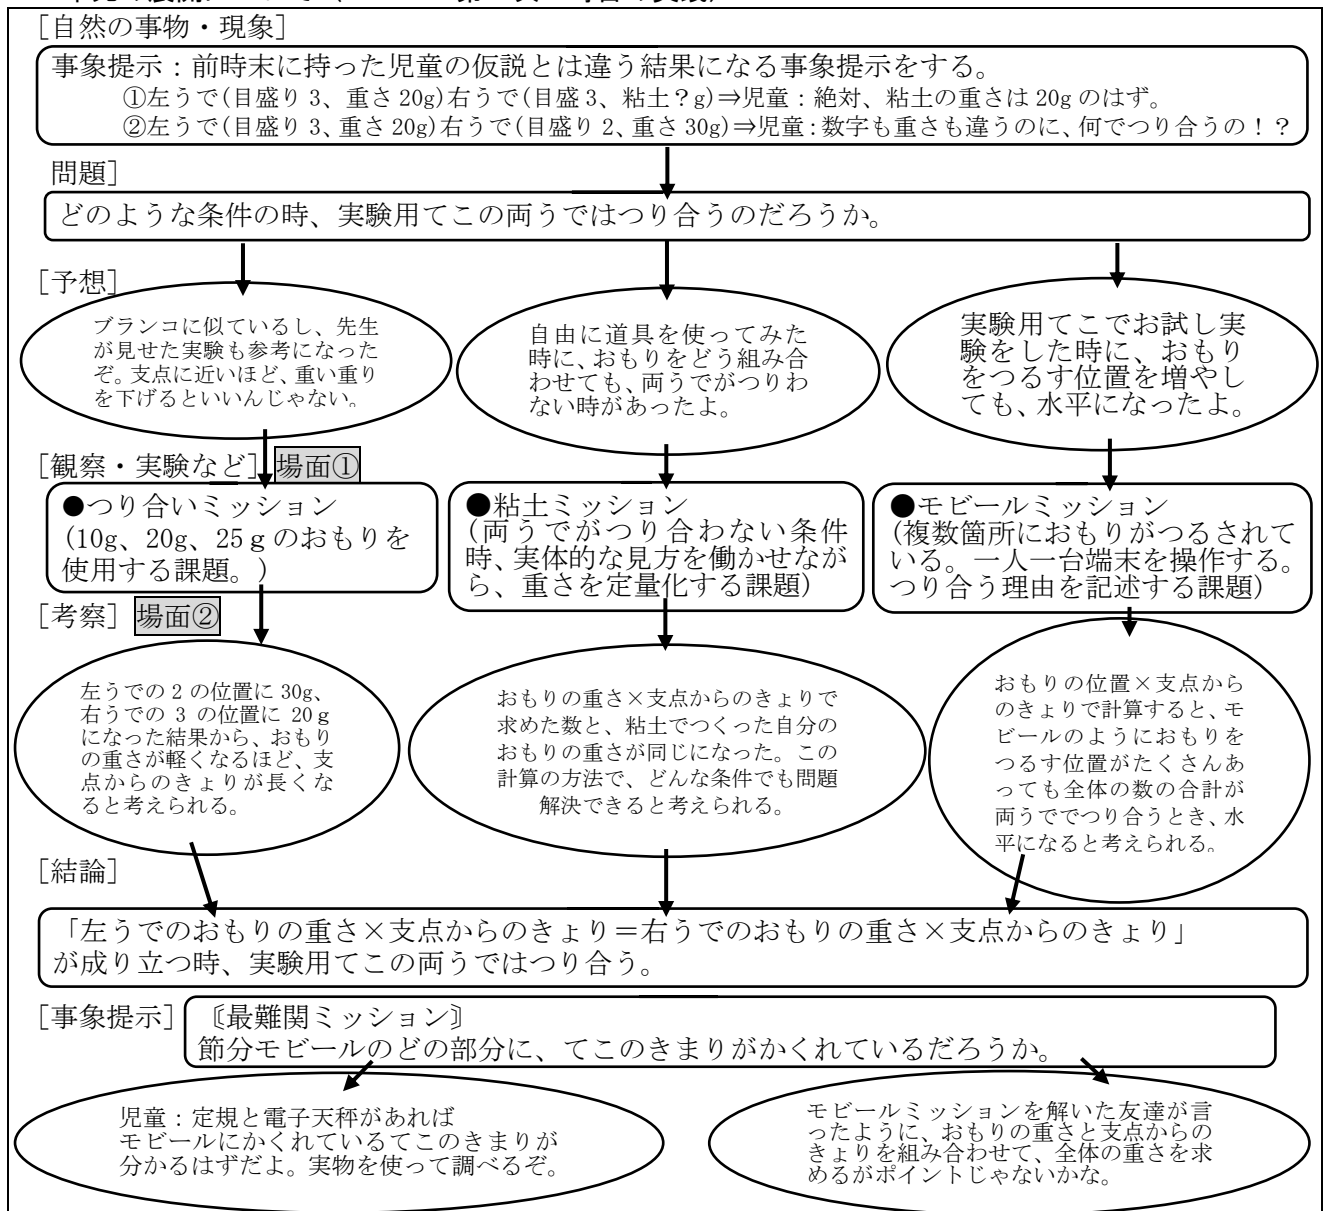 [自然の事物・現象]
事象提示：前時末に持った児童の仮説とは違う結果になる事象提示をする。
①左うで(目盛り 3、重さ 20g)右うで(目盛 3、粘土？g)⇒児童：絶対、粘土の重さは 20g のはず。
②左うで(目盛り 3、重さ 20g)右うで(目盛り 2、重さ 30g)⇒児童：数字も重さも違うのに、何でつり合うの！？
問題]
どのような条件の時、実験用てこの両うではつり合うのだろうか。
[予想]
ブランコに似ているし、先生
が見せた実験も参考になった
ぞ。支点に近いほど、重い重り
を下げるといいんじゃない。
自由に道具を使ってみた
時に、おもりをどう組み合
わせても、両うでがつりわ
ない時があったよ。
実験用てこでお試し実
験をした時に、おもり
をつるす位置を増やし
ても、水平になったよ。
[観察・実験など] 場面①
●つり合いミッション
(10g、20g、25ｇのおもりを
使用する課題。)
●粘土ミッション
(両うでがつり合わない条件
時、実体的な見方を働かせなが
ら、重さを定量化する課題)
●モビールミッション
(複数箇所におもりがつるされて
いる。一人一台端末を操作する。
つり合う理由を記述する課題)
[考察] 場面②
左うでの 2 の位置に 30g、
右うでの 3 の位置に 20ｇ
になった結果から、おもり
の重さが軽くなるほど、支
点からのきょりが長くな
ると考えられる。
おもりの重さ×支点からのきょりで
求めた数と、粘土でつくった自分の
おもりの重さが同じになった。この
計算の方法で、どんな条件でも問題
解決できると考えられる。
おもりの位置×支点から
のきょりで計算すると、モ
ビールのようにおもりを
つるす位置がたくさんあ
っても全体の数の合計が
両うででつり合うとき、水
平になると考えられる。
[結論]
「左うでのおもりの重さ×支点からのきょり＝右うでのおもりの重さ×支点からのきょり」
が成り立つ時、実験用てこの両うではつり合う。
[事象提示]
〘最難関ミッション〙
節分モビールのどの部分に、てこのきまりがかくれているだろうか。
児童：定規と電子天秤があれば
モビールにかくれているてこのきまりが
分かるはずだよ。実物を使って調べるぞ。
モビールミッションを解いた友達が言
ったように、おもりの重さと支点からの
きょりを組み合わせて、全体の重さを求
めるがポイントじゃないかな。